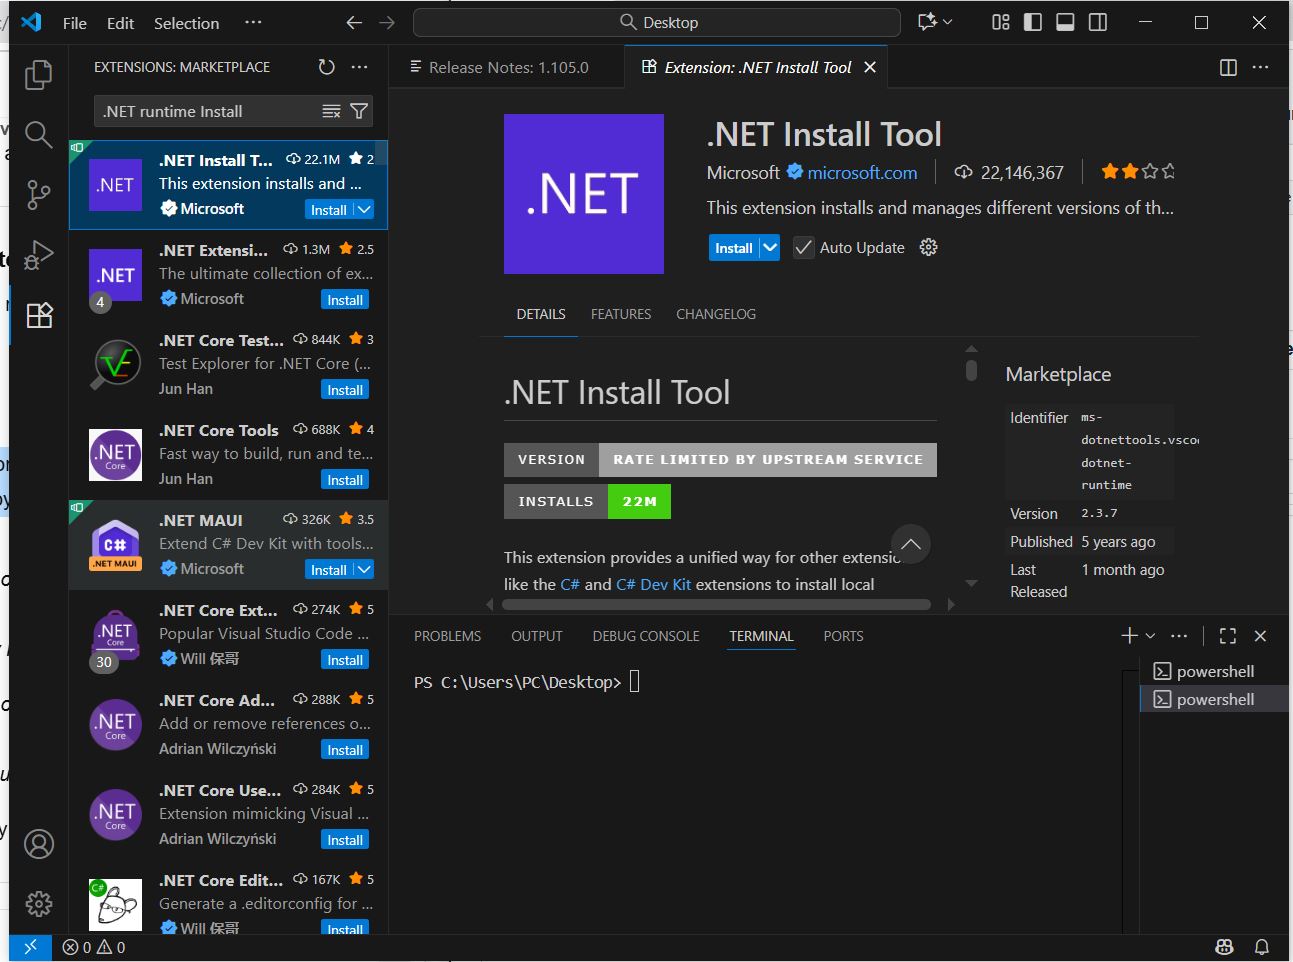 File Edit Selection ··· Desktop
EXTENSIONS: MARKETPLACE
.NET runtime Install
.NET
.NET Install T... 22.1M 2
This extension installs and ...
Microsoft Install
.NET
4
.NET Extensi... 1.3M 2.5
The ultimate collection of ex...
Microsoft Install
.NET Core Test... 844K 3
Test Explorer for .NET Core (...
Jun Han Install
.NET
Core
.NET Core Tools 688K 4
Fast way to build, run and te...
Jun Han Install
C#
.NET MAUI
.NET MAUI 326K 3.5
Extend C# Dev Kit with tools...
Microsoft Install
.NET
Core
30
.NET Core Ext... 274K 5
Popular Visual Studio Code ...
Will 保哥 Install
.NET
Core
.NET Core Ad... 288K 5
Add or remove references o...
Adrian Wilczyński Install
.NET
Core
.NET Core Use... 284K 5
Extension mimicking Visual ...
Adrian Wilczyński Install
C#
.NET Core Edit... 167K 5
Generate a .editorconfig for ...
Will 保哥 Install
Release Notes: 1.105.0 Extension: .NET Install Tool
.NET
.NET Install Tool
Microsoft microsoft.com 22,146,367
This extension installs and manages different versions of th...
Install Auto Update
DETAILS FEATURES CHANGELOG
.NET Install Tool
VERSION RATE LIMITED BY UPSTREAM SERVICE
INSTALLS 22M
This extension provides a unified way for other extensio
like the C# and C# Dev Kit extensions to install local
Marketplace
Identifier ms-
dotnettools.vscod
dotnet-
runtime
Version 2.3.7
Published 5 years ago
Last 1 month ago
Released
PROBLEMS OUTPUT DEBUG CONSOLE TERMINAL PORTS
PS C:\Users\PC\Desktop>
powershell
powershell
0 0